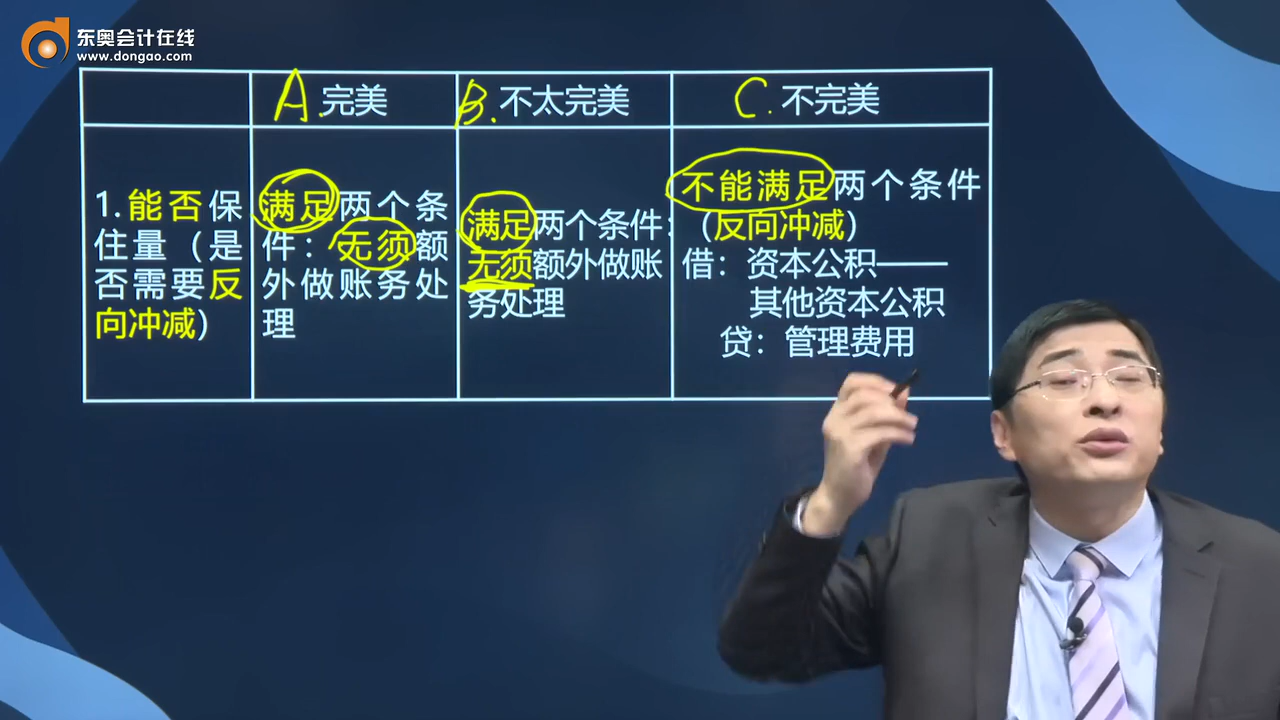 东奥会计在线
www.dongao.com
A.完美
B.不太完美
C.不完美
1.能否保
住量（是
否需要反
向冲减）
满足两个条
件：无须额
外做账务处
理
满足两个条件：
无须额外做账
务处理
不能满足两个条件
（反向冲减）
借：资本公积——
其他资本公积
贷：管理费用